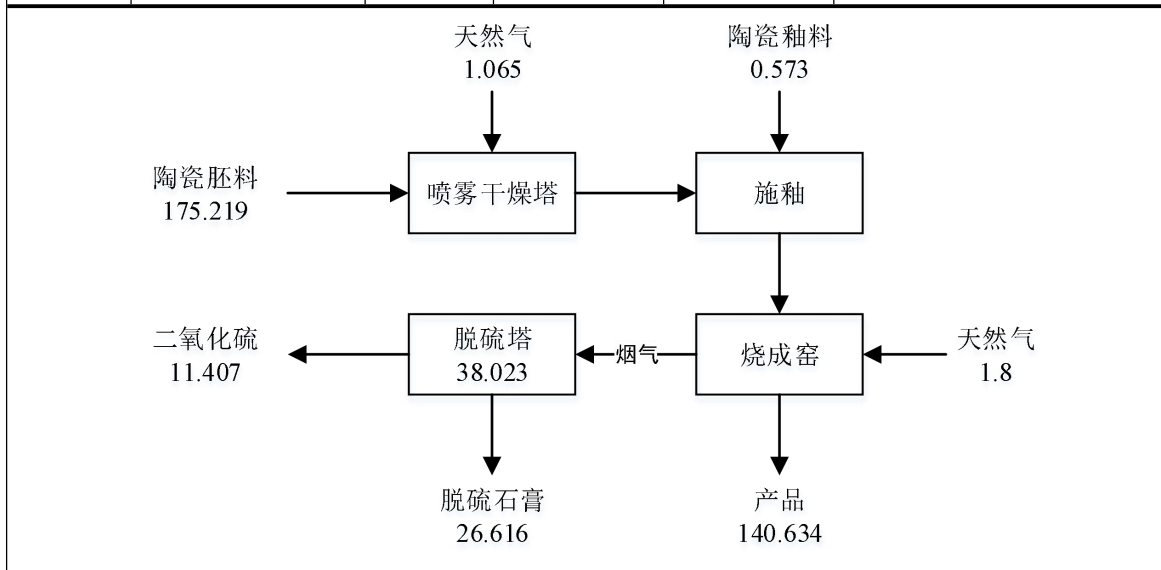 天然气
1.065
陶瓷釉料
0.573
陶瓷胚料
175.219
喷雾干燥塔
施釉
二氧化硫
11.407
脱硫塔
38.023
烟气
烧成窑
天然气
1.8
脱硫石膏
26.616
产品
140.634